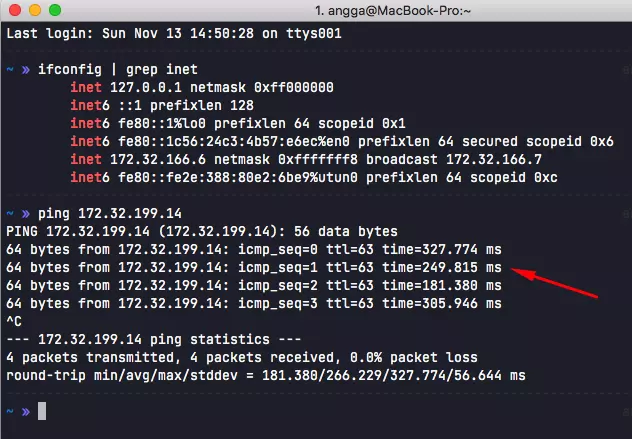 1. angga@MacBook-Pro:~
Last login: Sun Nov 13 14:50:28 on ttys001
~ » ifconfig | grep inet
inet 127.0.0.1 netmask 0xff000000
inet6 ::1 prefixlen 128
inet6 fe80::1%lo0 prefixlen 64 scopeid 0x1
inet6 fe80::1c56:24c3:4b57:e6ec%en0 prefixlen 64 secured scopeid 0x6
inet 172.32.166.6 netmask 0xfffffff8 broadcast 172.32.166.7
inet6 fe80::fe2e:388:80e2:6be9%utun0 prefixlen 64 scopeid 0xc
~ » ping 172.32.199.14
PING 172.32.199.14 (172.32.199.14): 56 data bytes
64 bytes from 172.32.199.14: icmp_seq=0 ttl=63 time=327.774 ms
64 bytes from 172.32.199.14: icmp_seq=1 ttl=63 time=249.815 ms
64 bytes from 172.32.199.14: icmp_seq=2 ttl=63 time=181.380 ms
64 bytes from 172.32.199.14: icmp_seq=3 ttl=63 time=305.946 ms
^C
--- 172.32.199.14 ping statistics ---
4 packets transmitted, 4 packets received, 0.0% packet loss
round-trip min/avg/max/stddev = 181.380/266.229/327.774/56.644 ms
~ »